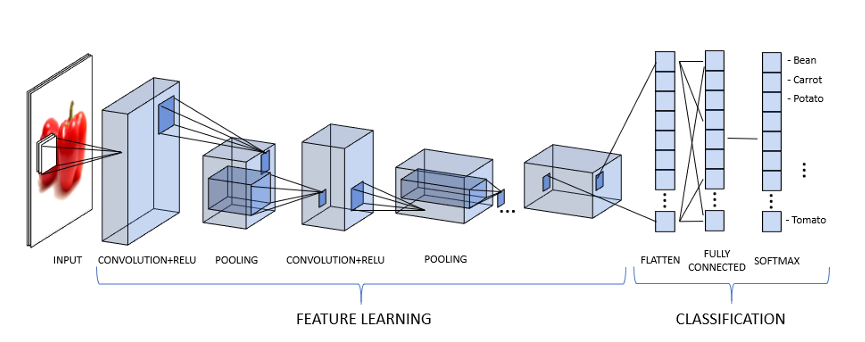 - Bean
- Carrot
- Potato
- Tomato
INPUT
CONVOLUTION+RELU
POOLING
CONVOLUTION+RELU
POOLING
...
FLATTEN
FULLY
CONNECTED
SOFTMAX
FEATURE LEARNING
CLASSIFICATION